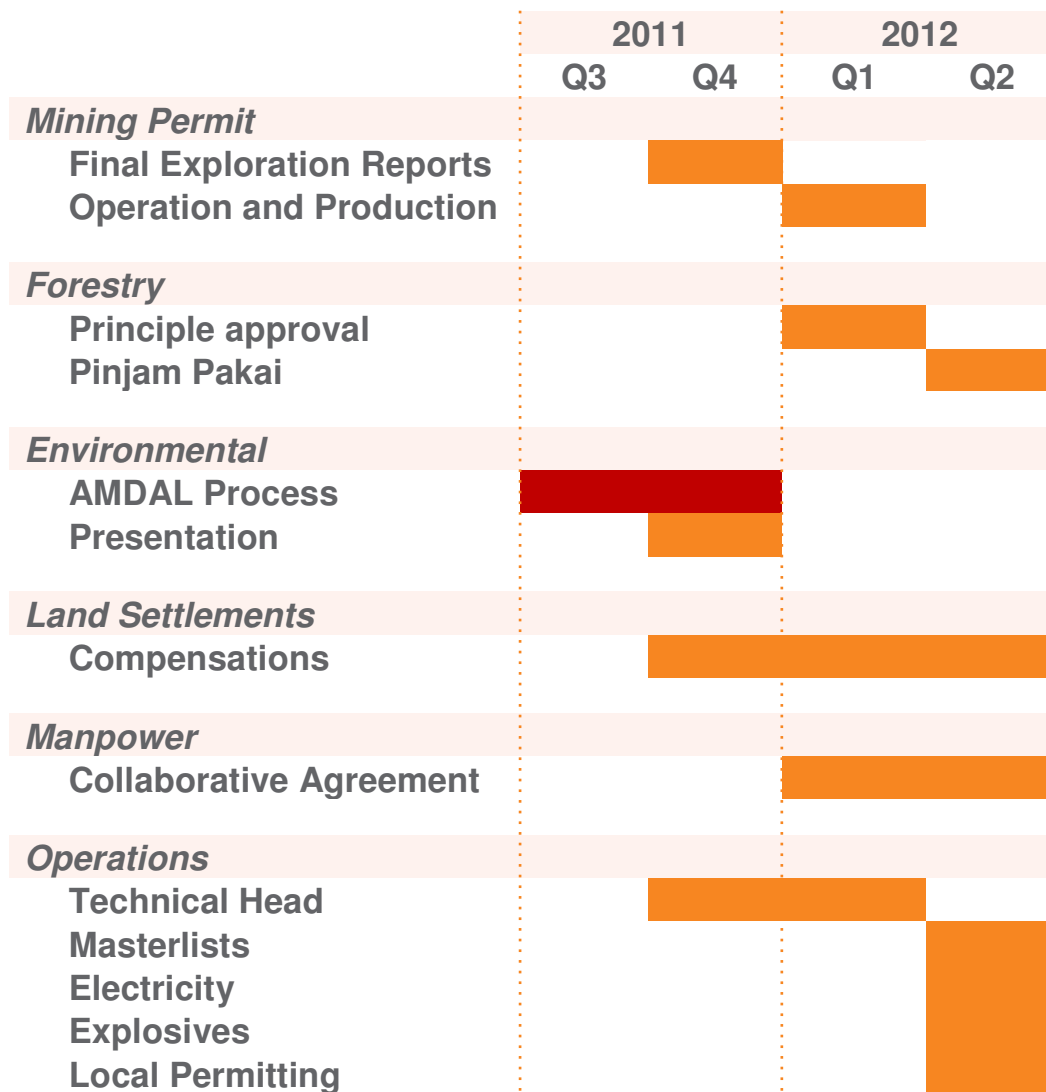 2011 2012
Q3 Q4 Q1 Q2
Mining Permit
Final Exploration Reports
Operation and Production
Forestry
Principle approval
Pinjam Pakai
Environmental
AMDAL Process
Presentation
Land Settlements
Compensations
Manpower
Collaborative Agreement
Operations
Technical Head
Masterlists
Electricity
Explosives
Local Permitting